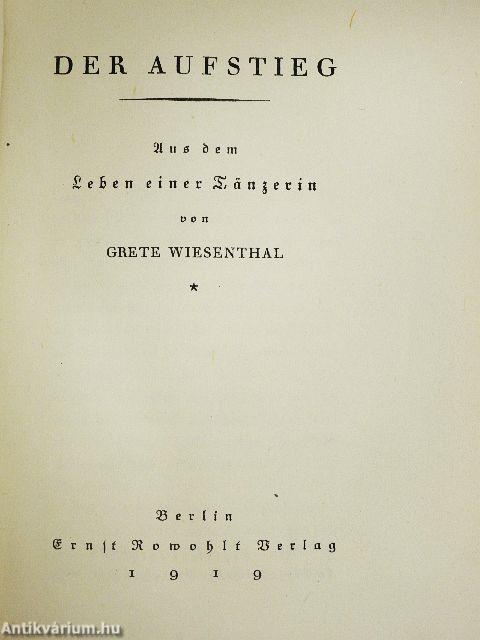 DER AUFSTIEG
Aus dem
Leben einer Tänzerin
von
GRETE WIESENTHAL
*
Berlin
Ernst Rowohlt Verlag
1919
Antikvárium.hu